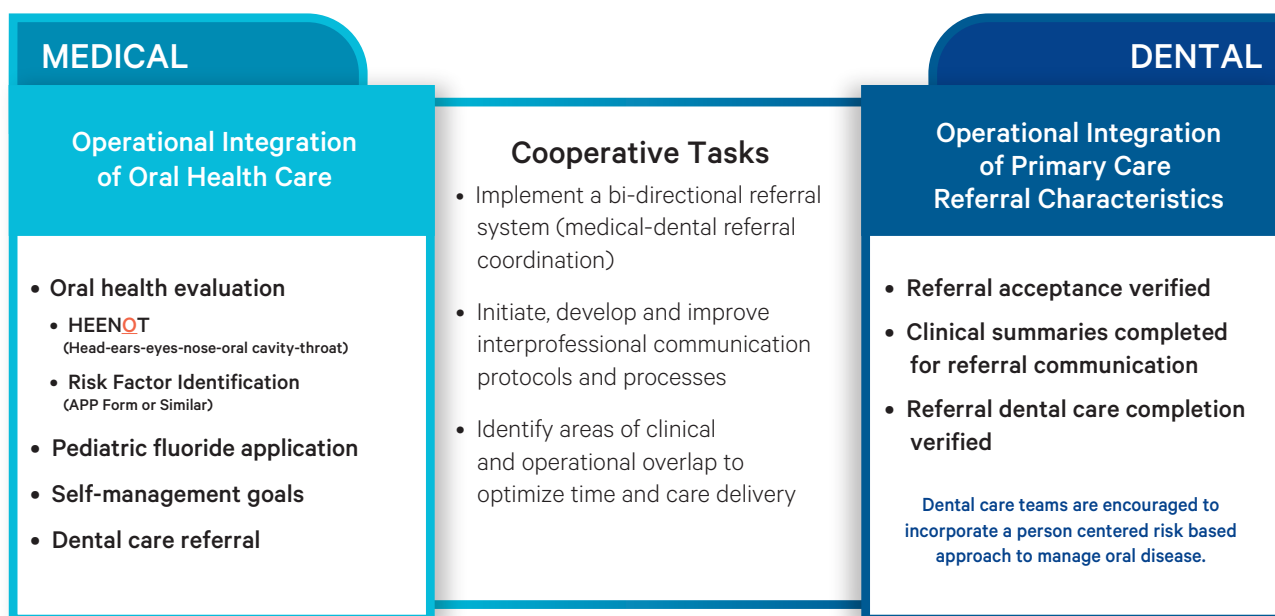 MEDICAL
Operational Integration
of Oral Health Care
• Oral health evaluation
• HEENOT
(Head-ears-eyes-nose-oral cavity-throat)
• Risk Factor Identification
(APP Form or Similar)
• Pediatric fluoride application
• Self-management goals
• Dental care referral
Cooperative Tasks
• Implement a bi-directional referral
system (medical-dental referral
coordination)
• Initiate, develop and improve
interprofessional communication
protocols and processes
• Identify areas of clinical
and operational overlap to
optimize time and care delivery
DENTAL
Operational Integration
of Primary Care
Referral Characteristics
• Referral acceptance verified
• Clinical summaries completed
for referral communication
• Referral dental care completion
verified
Dental care teams are encouraged to
incorporate a person centered risk based
approach to manage oral disease.